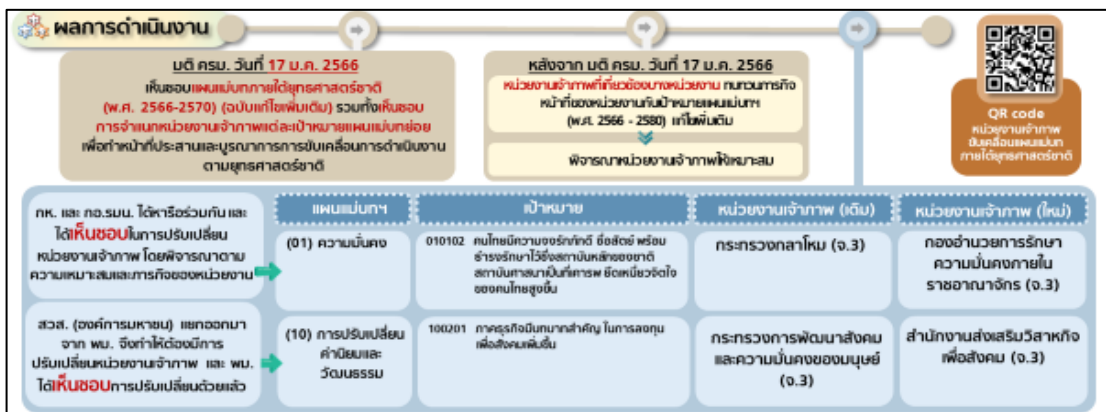 ผลการดำเนินงาน
มติ ครม. วันที่ 17 ม.ค. 2566
เห็นชอบแผนแม่บทภายใต้ยุทธศาสตร์ชาติ
(พ.ศ. 2566-2570) (ฉบับแก้ไขเพิ่มเติม) รวมทั้งเห็นชอบ
การจำแนกหน่วยงานเจ้าภาพแต่ละเป้าหมายแผนแม่บทย่อย
เพื่อทำหน้าที่ประสานและบูรณาการการขับเคลื่อนการดำเนินงาน
ตามยุทธศาสตร์ชาติ
หลังจาก มติ ครม. วันที่ 17 ม.ค. 2566
หน่วยงานเจ้าภาพที่เกี่ยวข้องบางหน่วยงาน ทบทวนภารกิจ
หน้าที่ของหน่วยงานกับเป้าหมายแผนแม่บทฯ
(พ.ศ. 2566 - 2580) แก้ไขเพิ่มเติม
พิจารณาหน่วยงานเจ้าภาพให้เหมาะสม
QR code
หน่วยงานเจ้าภาพ
ขับเคลื่อนแผนแม่บท
ภายใต้ยุทธศาสตร์ชาติ
กห. และ กอ.รมน. ได้หารือร่วมกัน และ
ได้เห็นชอบในการปรับเปลี่ยน
หน่วยงานเจ้าภาพ โดยพิจารณาตาม
ความเหมาะสมและภารกิจของหน่วยงาน
สวส. (องค์การมหาชน) แยกออกมา
จาก พม. จึงทำให้ต้องมีการ
ปรับเปลี่ยนหน่วยงานเจ้าภาพ และ พม.
ได้เห็นชอบการปรับเปลี่ยนด้วยแล้ว
แผนแม่บทฯ
เป้าหมาย
หน่วยงานเจ้าภาพ (เดิม)
หน่วยงานเจ้าภาพ (ใหม่)
(01) ความมั่นคง
010102 คนไทยมีความจงรักภักดี ซื่อสัตย์ พร้อม
ธำรงรักษาไว้ซึ่งสถาบันหลักของชาติ
สถาบันศาสนาเป็นที่เคารพ ยึดเหนี่ยวจิตใจ
ของคนไทยสูงขึ้น
กระทรวงกลาโหม (จ.3)
กองอำนวยการรักษา
ความมั่นคงภายใน
ราชอาณาจักร (จ.3)
(10) การปรับเปลี่ยน
ค่านิยมและ
วัฒนธรรม
100201 ภาคธุรกิจมีบทบาทสำคัญ ในการลงทุน
เพื่อสังคมเพิ่มขึ้น
กระทรวงการพัฒนาสังคม
และความมั่นคงของมนุษย์
(จ.3)
สำนักงานส่งเสริมวิสาหกิจ
เพื่อสังคม (จ.3)